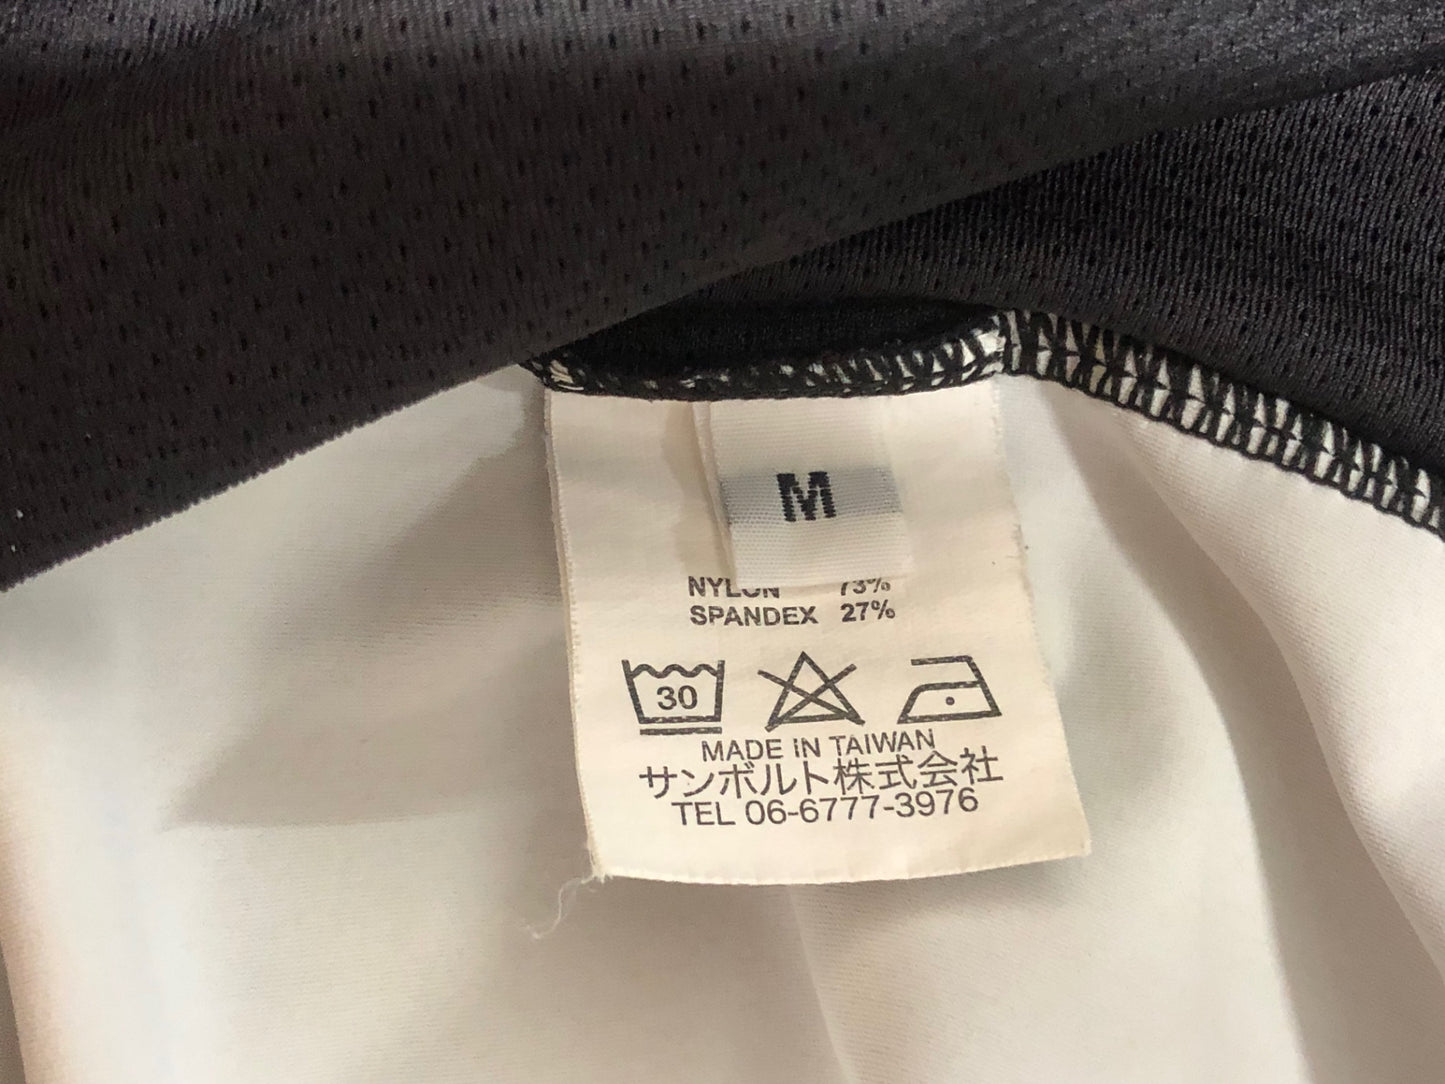 M
NYLON 73%
SPANDEX 27%
30
MADE IN TAIWAN
サンボルト株式会社
TEL 06-6777-3976